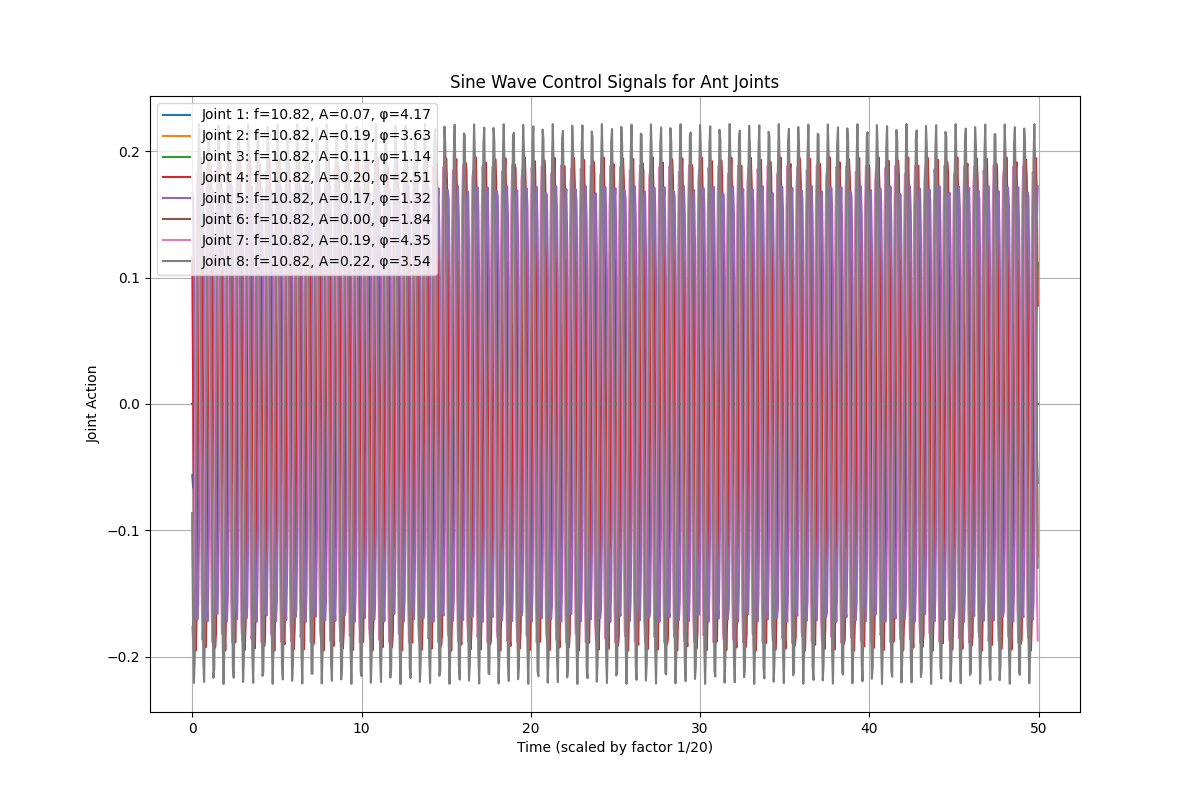 Sine Wave Control Signals for Ant Joints
Joint 1: f=10.82, A=0.07, φ=4.17
Joint 2: f=10.82, A=0.19, φ=3.63
Joint 3: f=10.82, A=0.11, φ=1.14
Joint 4: f=10.82, A=0.20, φ=2.51
Joint 5: f=10.82, A=0.17, φ=1.32
Joint 6: f=10.82, A=0.00, φ=1.84
Joint 7: f=10.82, A=0.19, φ=4.35
Joint 8: f=10.82, A=0.22, φ=3.54
0.2
0.1
0.0
−0.1
−0.2
Joint Action
0 10 20 30 40 50
Time (scaled by factor 1/20)